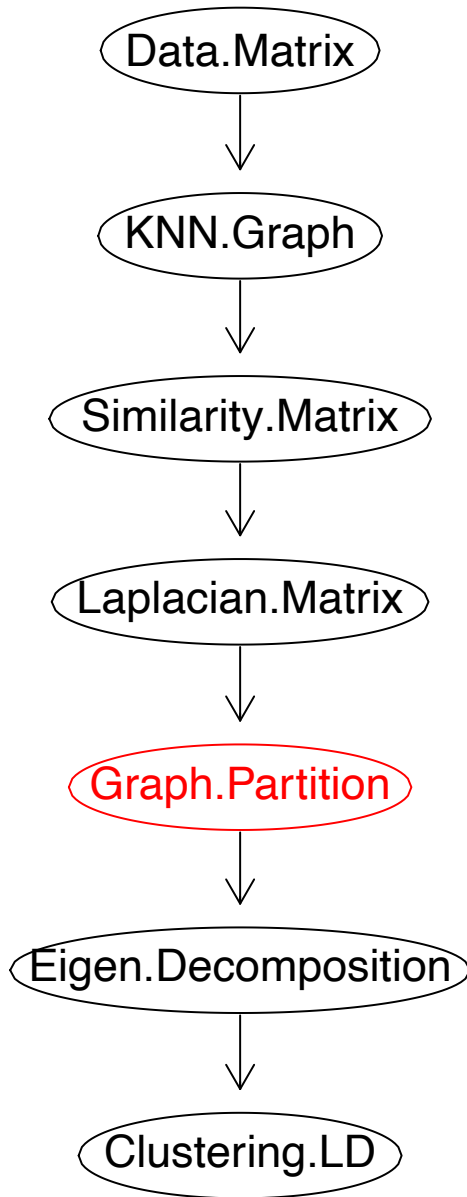 Data.Matrix
KNN.Graph
Similarity.Matrix
Laplacian.Matrix
Graph.Partition
Eigen.Decomposition
Clustering.LD